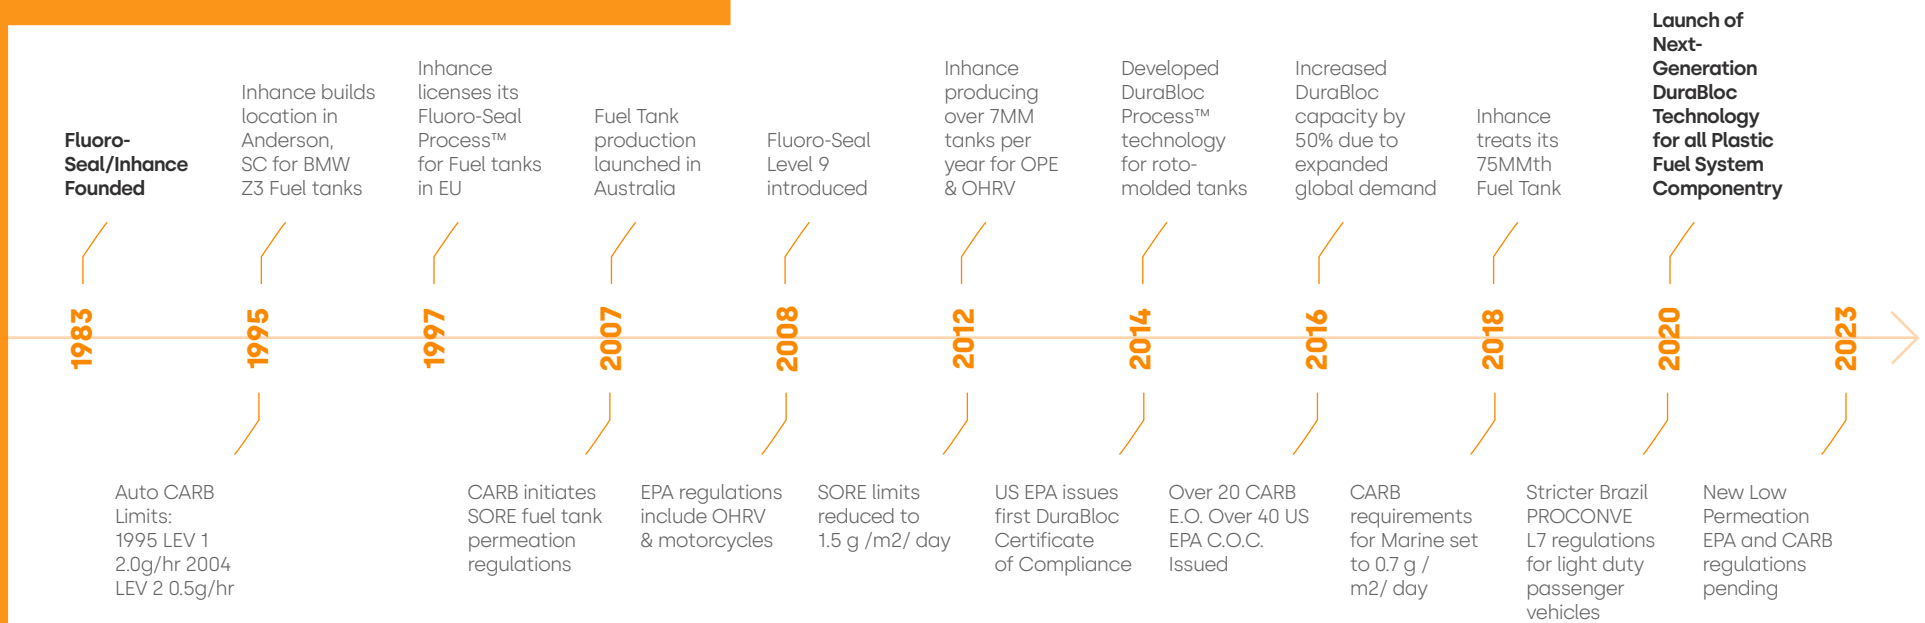 Fluoro-
Seal/Inhance
Founded
Inhance builds
location in
Anderson,
SC for BMW
Z3 Fuel tanks
Inhance
licenses its
Fluoro-Seal
Process™
for Fuel tanks
in EU
Fuel Tank
production
launched in
Australia
Fluoro-Seal
Level 9
introduced
Inhance
producing
over 7MM
tanks per
year for OPE
& OHRV
Developed
DuraBloc
Process™
technology
for roto-
molded tanks
Increased
DuraBloc
capacity by
50% due to
expanded
global demand
Inhance
treats its
75MMth
Fuel Tank
Launch of
Next-
Generation
DuraBloc
Technology
for all Plastic
Fuel System
Componentry
1983
1995
1997
2007
2008
2012
2014
2016
2018
2020
2023
Auto CARB
Limits:
1995 LEV 1
2.0g/hr 2004
LEV 2 0.5g/hr
CARB initiates
SORE fuel tank
permeation
regulations
EPA regulations
include OHRV
& motorcycles
SORE limits
reduced to
1.5 g /m2/ day
US EPA issues
first DuraBloc
Certificate
of Compliance
Over 20 CARB
E.O. Over 40 US
EPA C.O.C.
Issued
CARB
requirements
for Marine set
to 0.7 g /
m2/ day
Stricter Brazil
PROCONVE
L7 regulations
for light duty
passenger
vehicles
New Low
Permeation
EPA and CARB
regulations
pending